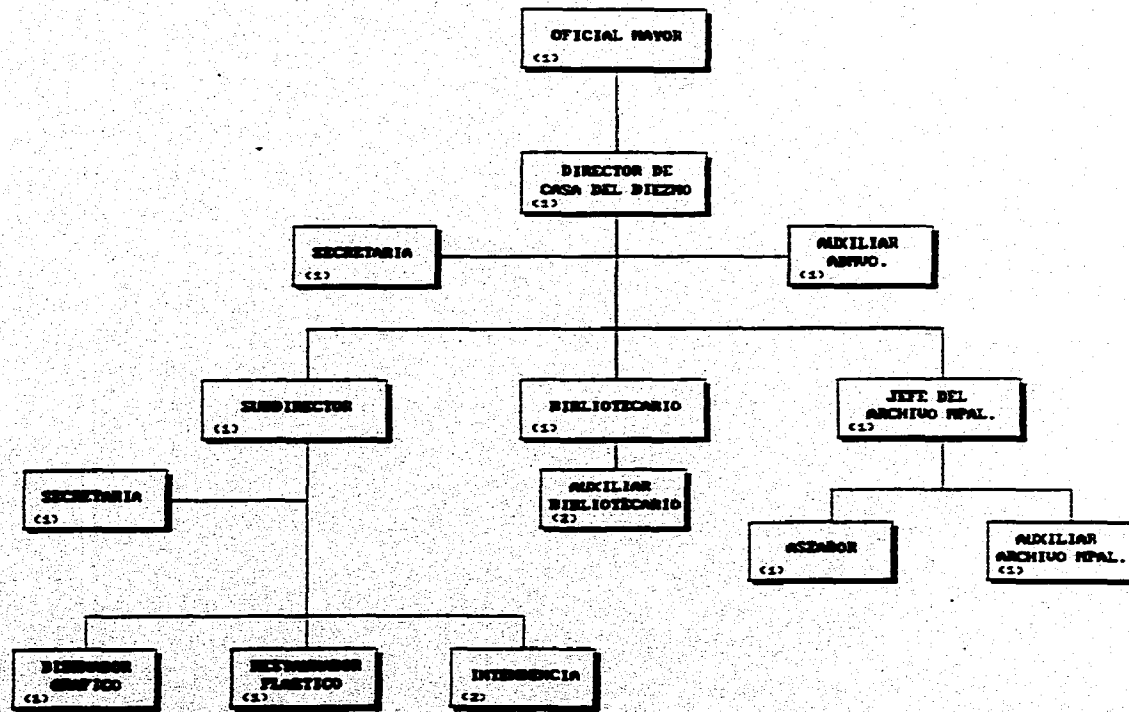 OFICIAL MAYOR
(1)
DIRECTOR DE
CASA DEL DIEZMO
(1)
SECRETARIA
(1)
AUXILIAR
ADMVO.
(1)
SUBDIRECTOR
(1)
BIBLIOTECARIO
(1)
JEFE DEL
ARCHIVO MPAL.
(1)
SECRETARIA
(1)
AUXILIAR
BIBLIOTECARIO
(2)
(1)
AUXILIAR
ARCHIVO MPAL.
(1)
DISENADOR
GRAFICO
(1)
RESTAURADOR
PLASTICO
(1)
INTENDENCIA
(2)